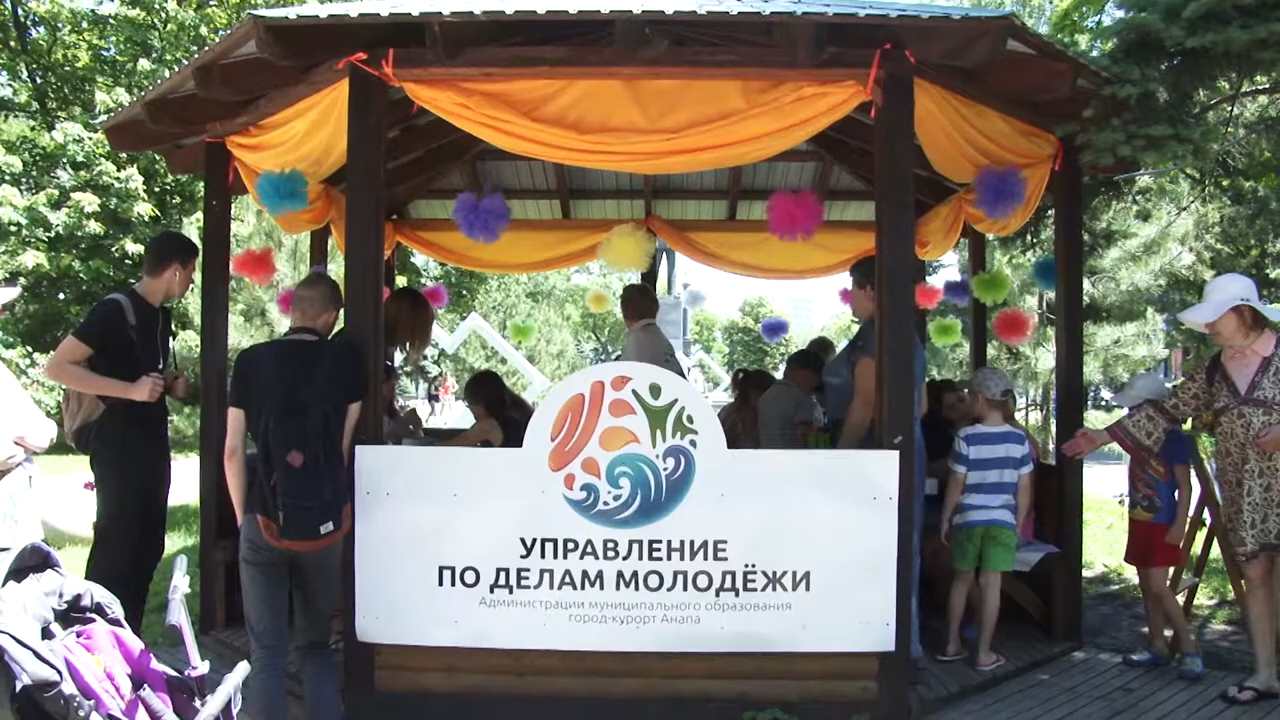 УПРАВЛЕНИЕ
ПО ДЕЛАМ МОЛОДЁЖИ
Администрации муниципального образования
город-курорт Анапа